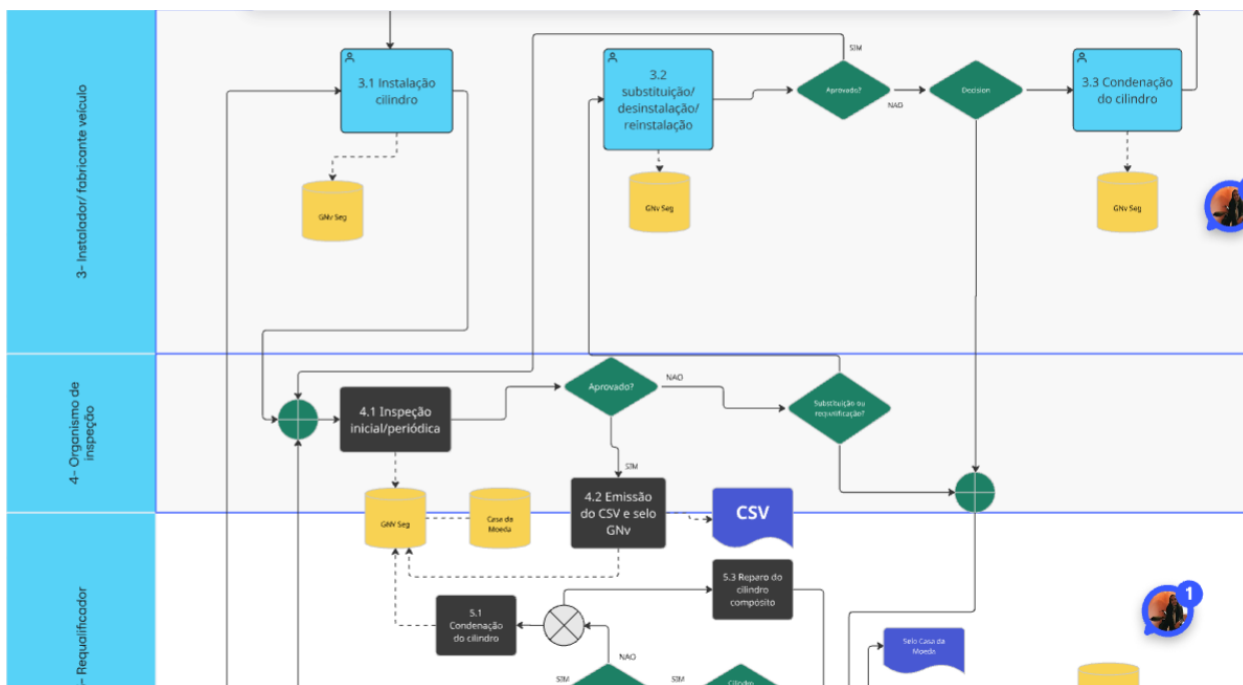 3- Instalador/ fabricante veículo
3.1 Instalação
cilindro
GNv Seg
3.2
substituição/
desinstalação/
reinstalação
GNv Seg
SIM
Aprovado?
NAO
Decision
3.3 Condenação
do cilindro
GNv Seg
4- Organismo de
inspeção
4.1 Inspeção
inicial/periódica
Aprovado?
NAO
Substituição ou
SIM
4.2 Emissão
do CSV e selo
GNv
CSV
GNV Seg
Casa da
Moeda
- Requalificador
5.1
Condenação
do cilindro
5.3 Reparo do
cilindro
compósito
NAO
SIM
SIM
Cilindro
Selo Casa da
Moeda
1